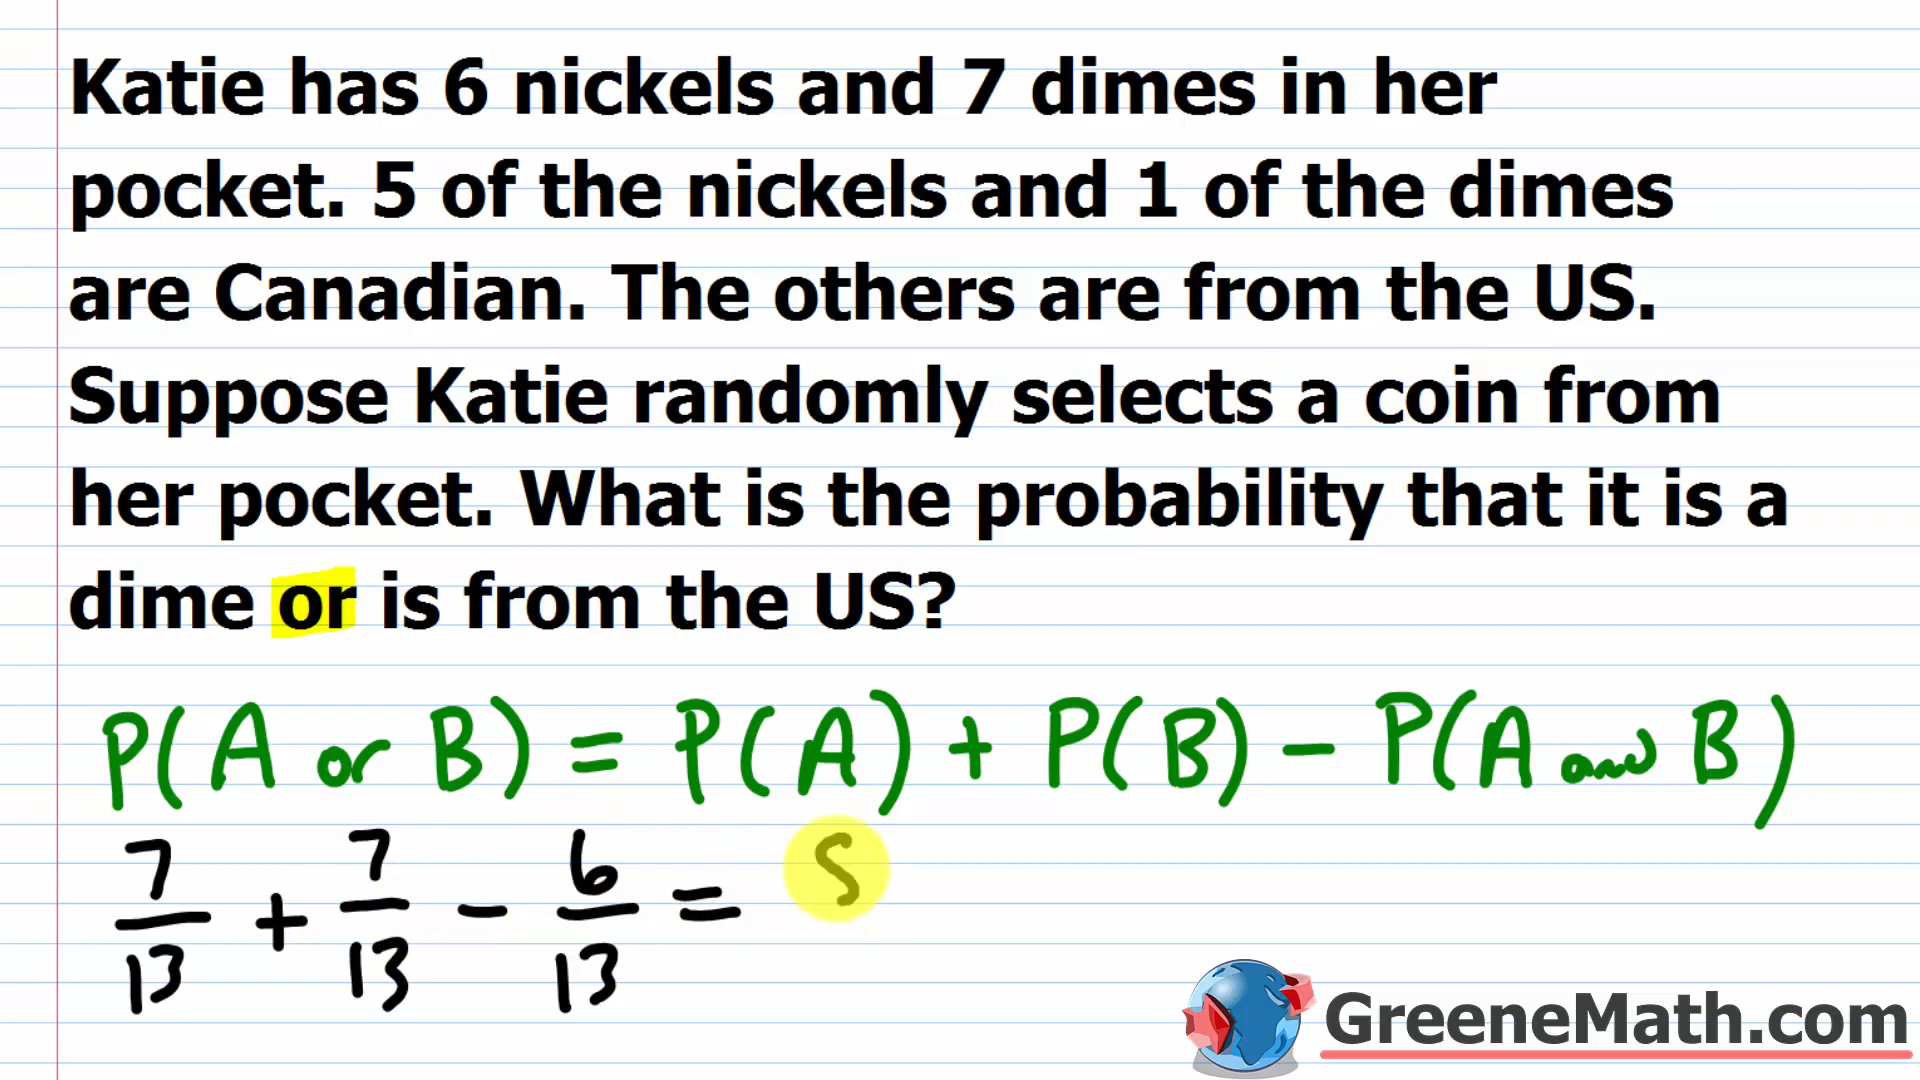 Katie has 6 nickels and 7 dimes in her
pocket. 5 of the nickels and 1 of the dimes
are Canadian. The others are from the US.
Suppose Katie randomly selects a coin from
her pocket. What is the probability that it is a
dime or is from the US?
P(A or B) = P(A) + P(B) - P(A and B)
7/13 + 7/13 - 6/13 =
GreeneMath.com